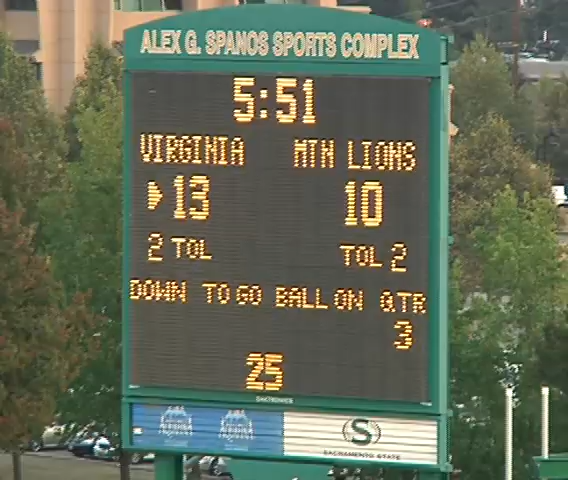 ALEX G. SPANOS SPORTS COMPLEX
5:51
VIRGINIA MTN LIONS
13 10
2 TOL TOL 2
DOWN TO GO BALL ON QTR
3
25
DAKTRONICS
S
SACRAMENTO STATE